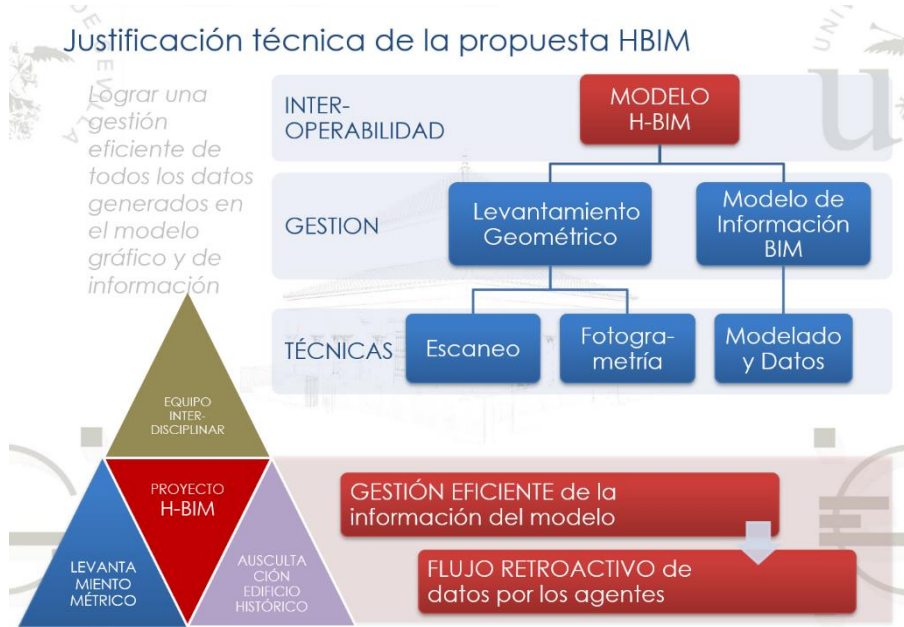 Justificación técnica de la propuesta HBIM
Lograr una
gestión
eficiente de
todos los datos
generados en
el modelo
gráfico y de
información
INTER-
OPERABILIDAD
MODELO
H-BIM
GESTION
Levantamiento
Geométrico
Modelo de
Información
BIM
TÉCNICAS
Escaneo
Fotogra-
metría
Modelado
y Datos
EQUIPO
INTER-
DISCIPLINAR
PROYECTO
H-BIM
LEVANTA
MIENTO
MÉTRICO
AUSCULTA
CIÓN
EDIFICIO
HISTÓRICO
GESTIÓN EFICIENTE de la
información del modelo
FLUJO RETROACTIVO de
datos por los agentes